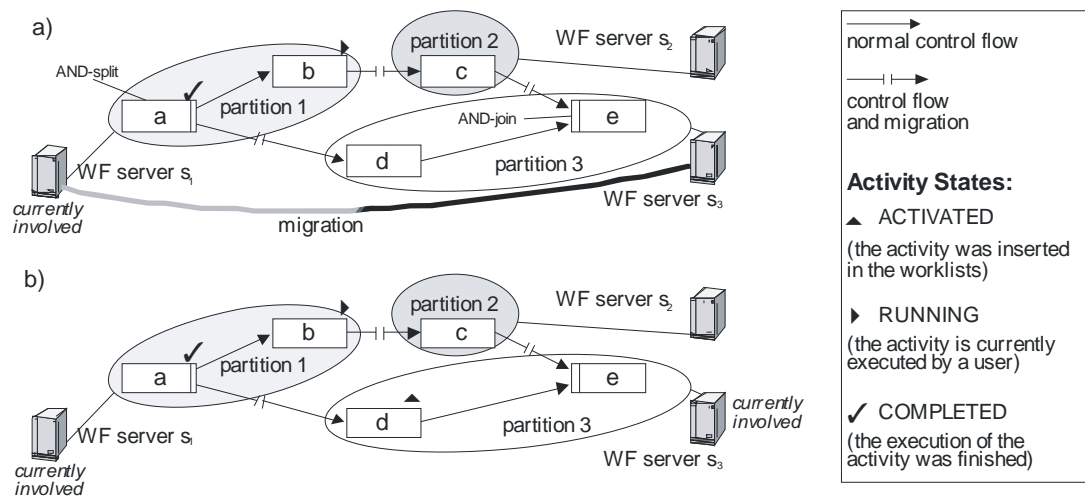 a)
AND-split
a
b
partition 1
partition 2
c
WF server s2
AND-join
e
d
partition 3
WF server s1
WF server s3
currently
involved
migration
b)
a
b
partition 1
partition 2
c
WF server s2
e
d
partition 3
currently
involved
WF server s1
WF server s3
currently
involved
normal control flow
control flow
and migration
Activity States:
ACTIVATED
(the activity was inserted
in the worklists)
RUNNING
(the activity is currently
executed by a user)
COMPLETED
(the execution of the
activity was finished)